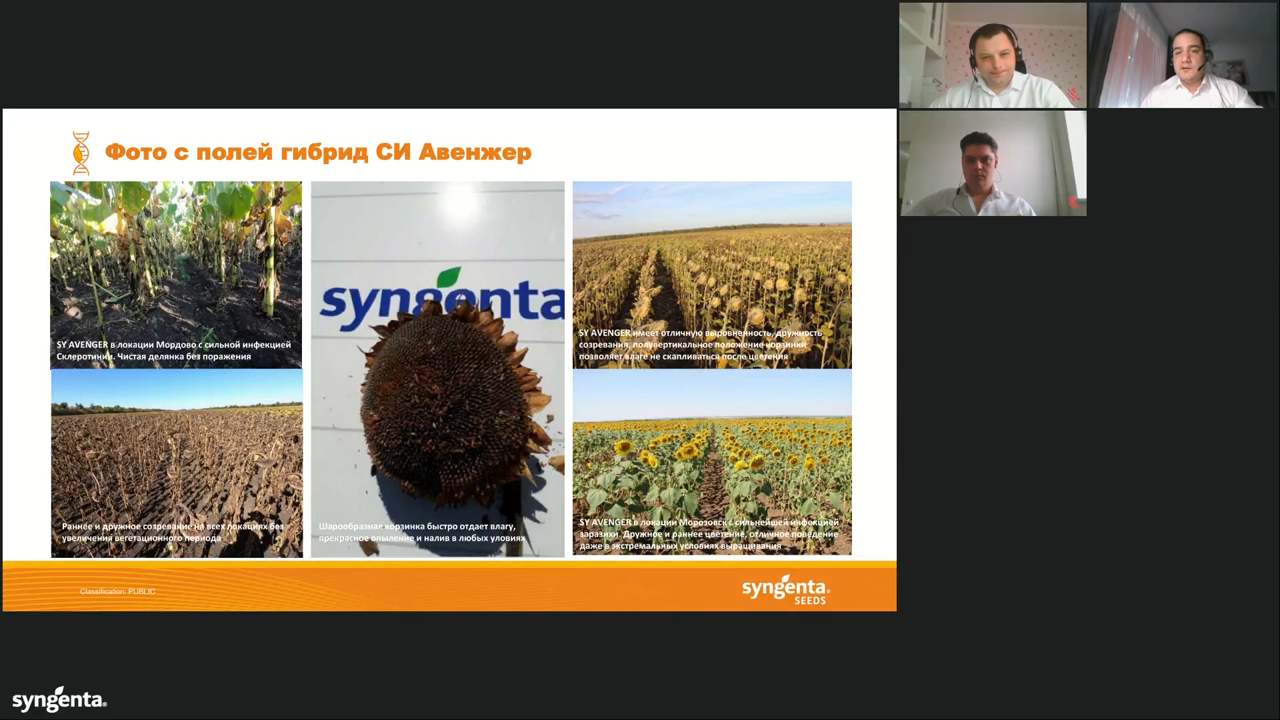 Фото с полей гибрид СИ Авенжер
SY AVENGER в локации Мордово с сильной инфекцией
Склеротинии. Чистая делянка без поражения
Раннее и дружное созревание на всех локациях без
увеличения вегетационного периода
syngenta
Шарообразная корзинка быстро отдает влагу,
прекрасное опыление и налив в любых уловиях
SY AVENGER имеет отличную выровненность, дружность
созревания, полувертикальное положение корзинки
позволяет влаге не скапливаться после цветения
SY AVENGER в локации Морозовск с сильнейшей инфекцией
заразихи. Дружное и раннее цветение, отличное поведение
даже в экстремальных условиях выращивания
Classification: PUBLIC
syngenta®
SEEDS
syngenta®